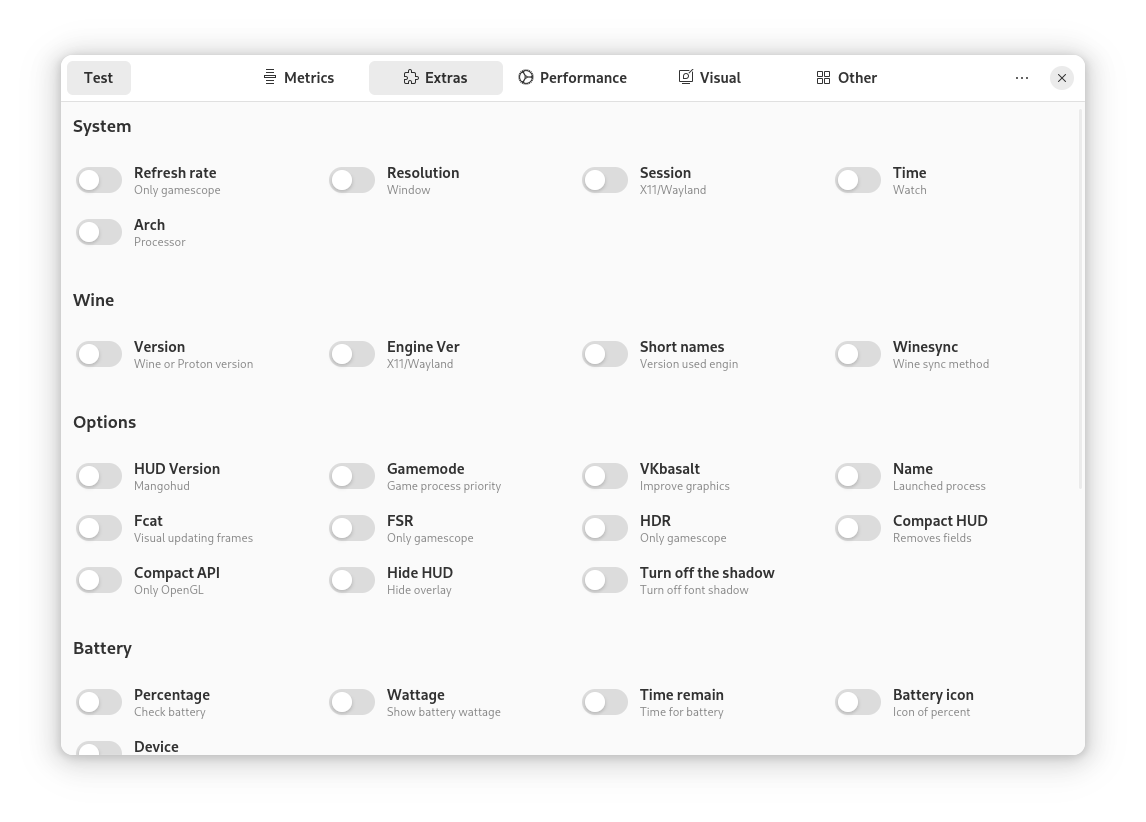 Test Metrics Extras Performance Visual Other
System
Refresh rate Resolution Session Time
Only gamescope Window X11/Wayland Watch
Arch
Processor
Wine
Version Engine Ver Short names Winesync
Wine or Proton version X11/Wayland Version used engin Wine sync method
Options
HUD Version Gamemode VKbasalt Name
Mangohud Game process priority Improve graphics Launched process
Fcat FSR HDR Compact HUD
Visual updating frames Only gamescope Only gamescope Removes fields
Compact API Hide HUD Turn off the shadow
Only OpenGL Hide overlay Turn off font shadow
Battery
Percentage Wattage Time remain Battery icon
Check battery Show battery wattage Time for battery Icon of percent
Device